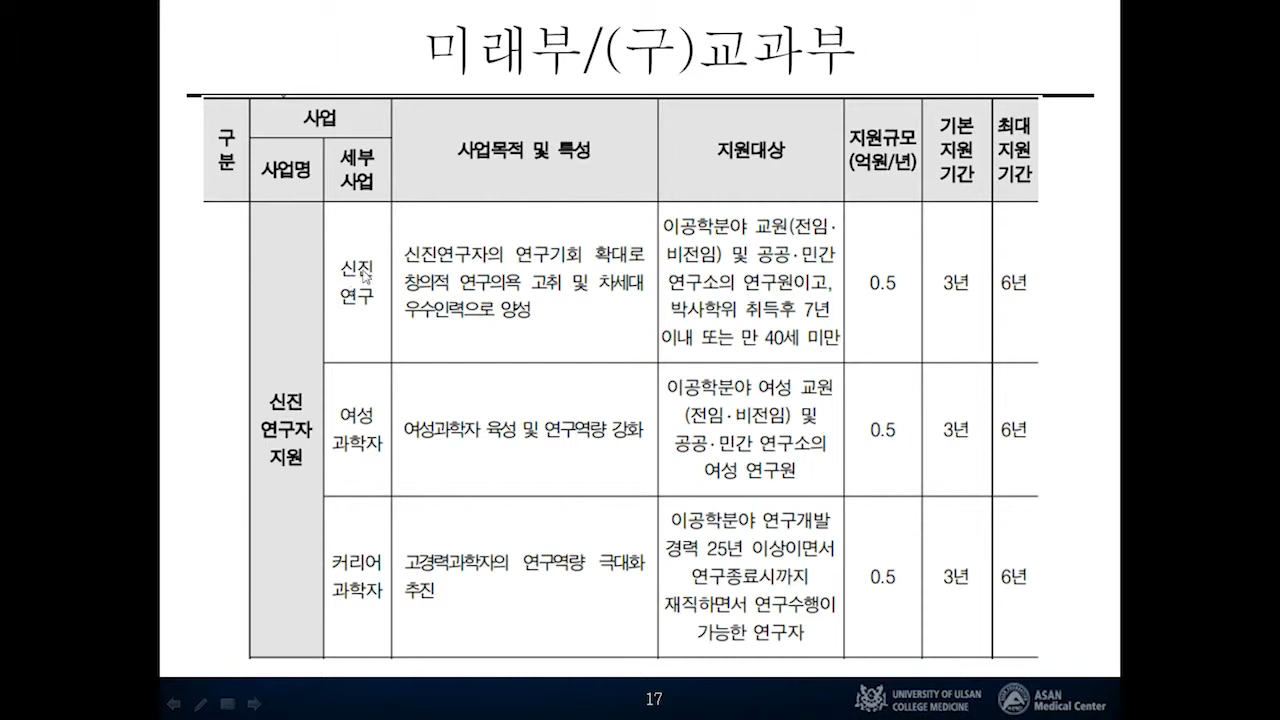 미래부/(구)교과부
구
분
사업
사업명
세부
사업
사업목적 및 특성
지원대상
지원규모
(억원/년)
기본
지원
기간
최대
지원
기간
신진
연구자
지원
신진
연구
신진연구자의 연구기회 확대로
창의적 연구의욕 고취 및 차세대
우수인력으로 양성
이공학분야 교원(전임·
비전임) 및 공공·민간
연구소의 연구원이고,
박사학위 취득후 7년
이내 또는 만 40세 미만
0.5
3년
6년
여성
과학자
여성과학자 육성 및 연구역량 강화
이공학분야 여성 교원
(전임·비전임) 및
공공·민간 연구소의
여성 연구원
0.5
3년
6년
커리어
과학자
고경력과학자의 연구역량 극대화
추진
이공학분야 연구개발
경력 25년 이상이면서
연구종료시까지
재직하면서 연구수행이
가능한 연구자
0.5
3년
6년
17
UNIVERSITY OF ULSAN
COLLEGE MEDICINE
ASAN
Medical Center